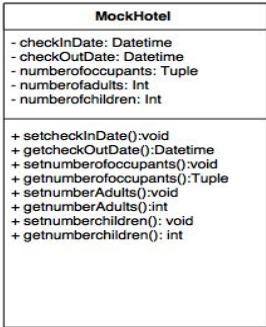 MockHotel
- checkInDate: Datetime
- checkOutDate: Datetime
- numberofoccupants: Tuple
- numberofadults: Int
- numberofchildren: Int
+ setcheckInDate():void
+ getcheckOutDate():Datetime
+ setnumberofoccupants():void
+ getnumberofoccupants():Tuple
+ setnumberAdults():void
+ getnumberAdults():int
+ setnumberchildren(): void
+ getnumberchildren(): int